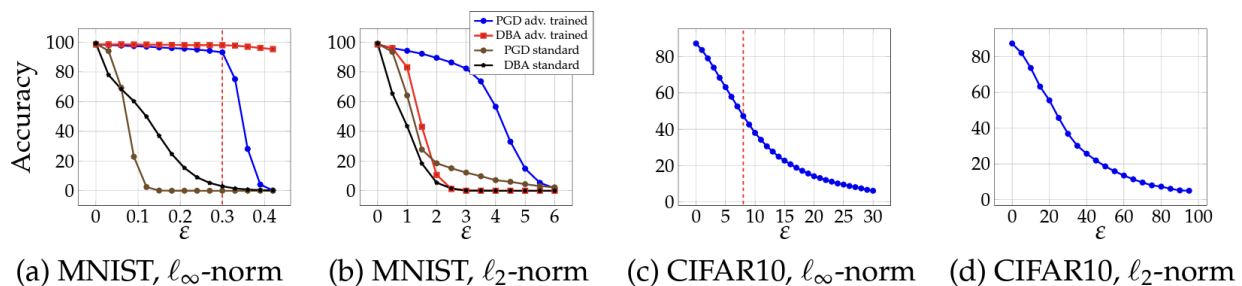 PGD adv. trained
DBA adv. trained
PGD standard
DBA standard
Accuracy
100
80
60
40
20
0
0 0.1 0.2 0.3 0.4
ε
(a) MNIST, ℓ∞-norm
100
80
60
40
20
0
0 1 2 3 4 5 6
ε
(b) MNIST, ℓ2-norm
80
60
40
20
0
0 5 10 15 20 25 30
ε
(c) CIFAR10, ℓ∞-norm
80
60
40
20
0
0 20 40 60 80 100
ε
(d) CIFAR10, ℓ2-norm